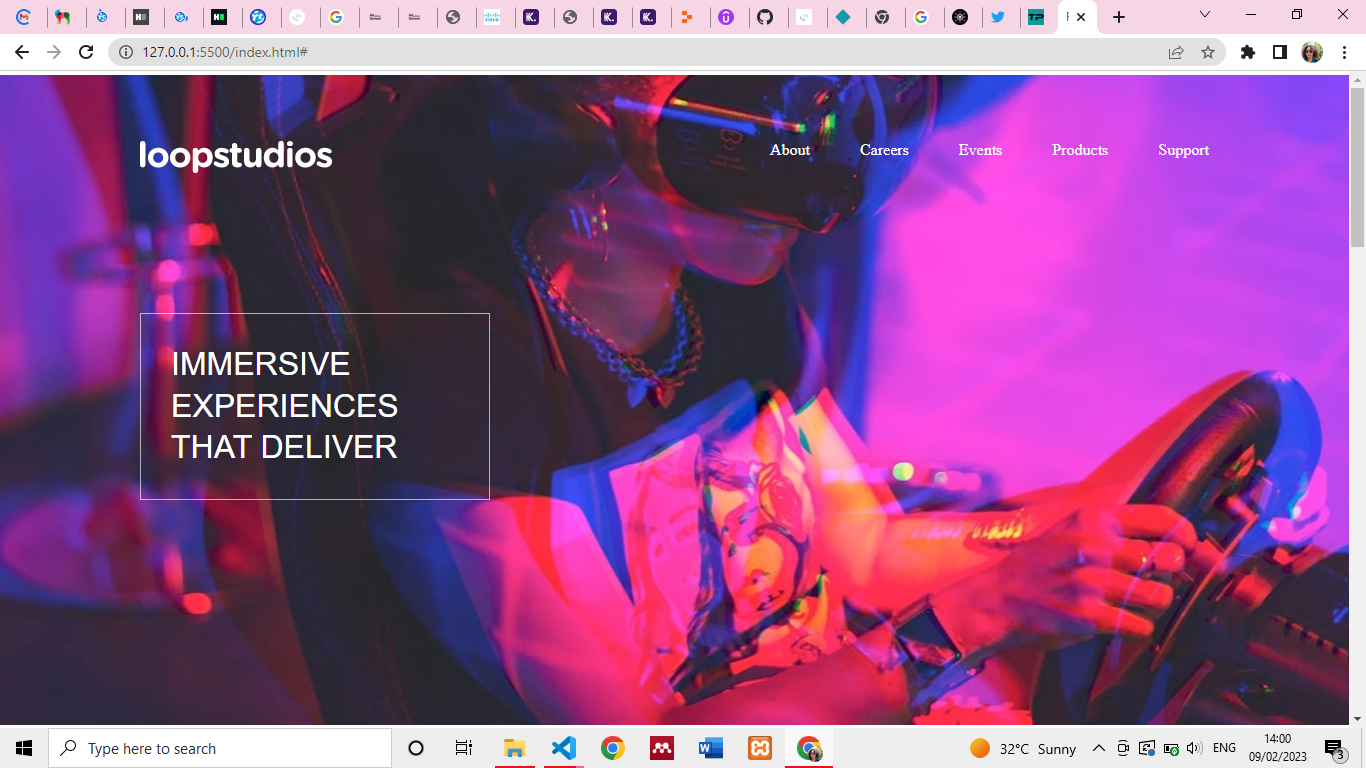 127.0.0.1:5500/index.html#
loopstudios
About Careers Events Products Support
IMMERSIVE
EXPERIENCES
THAT DELIVER
Type here to search
32°C Sunny
ENG
14:00
09/02/2023
3